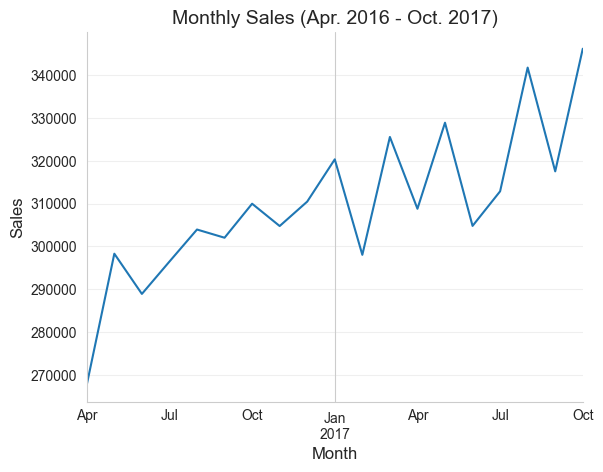 Monthly Sales (Apr. 2016 - Oct. 2017)
Sales
340000
330000
320000
310000
300000
290000
280000
270000
Apr Jul Oct Jan Apr Jul Oct
2017
Month